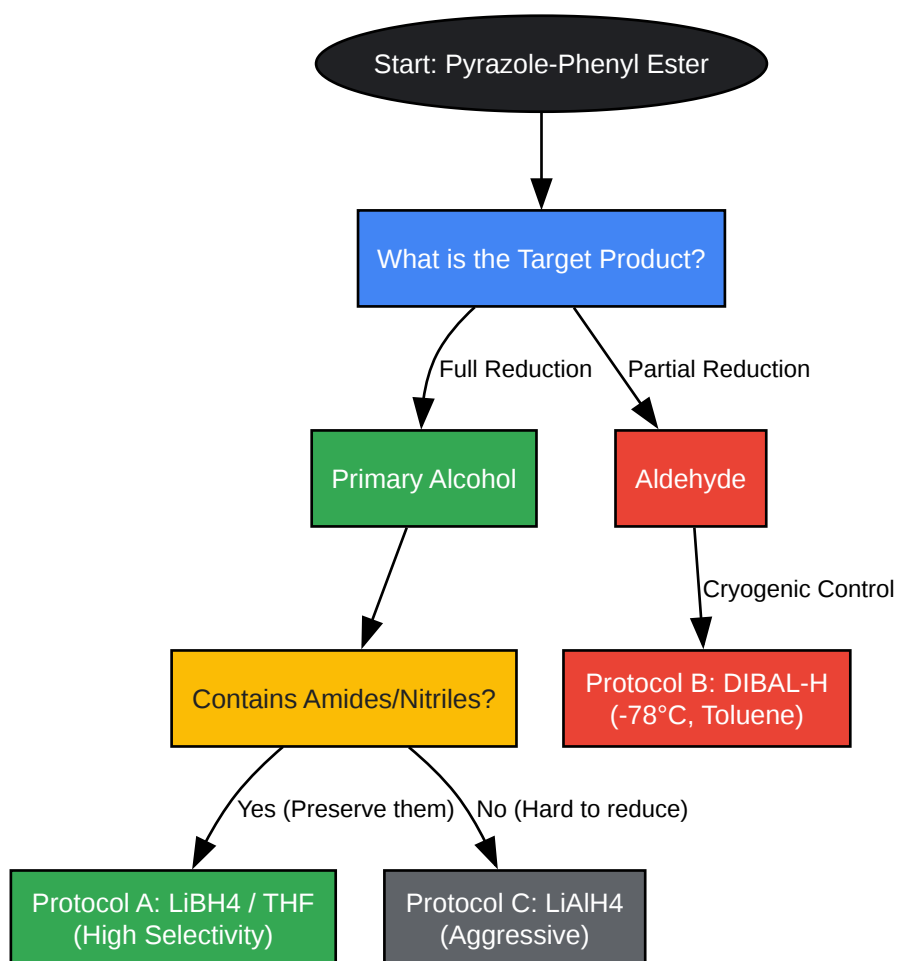 Start: Pyrazole-Phenyl Ester
What is the Target Product?
Full Reduction
Partial Reduction
Primary Alcohol
Aldehyde
Cryogenic Control
Contains Amides/Nitriles?
Protocol B: DIBAL-H
(-78°C, Toluene)
Yes (Preserve them)
No (Hard to reduce)
Protocol A: LiBH4 / THF
(High Selectivity)
Protocol C: LiAlH4
(Aggressive)